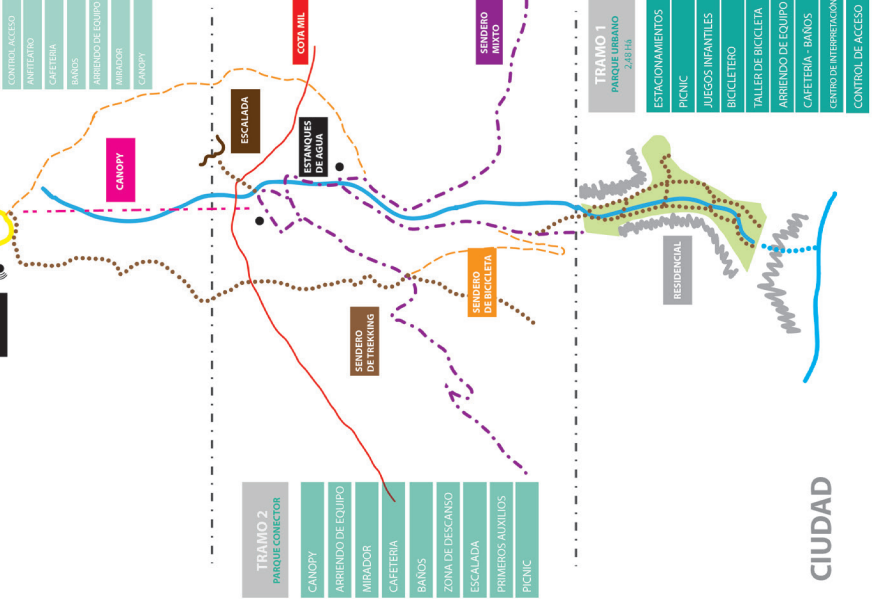 CONTROL ACCESO
ANFITEATRO
CAFETERIA
BAÑOS
ARRIENDO DE EQUIPO
MIRADOR
CANOPY
CANOPY
ESCALADA
COTA MIL
ESTANQUES
DE AGUA
SENDERO
MIXTO
SENDERO
DE BICICLETA
SENDERO
DE TREKKING
TRAMO 2
PARQUE CONECTOR
CANOPY
ARRIENDO DE EQUIPO
MIRADOR
CAFETERIA
BAÑOS
ZONA DE DESCANSO
ESCALADA
PRIMEROS AUXILIOS
PICNIC
TRAMO 1
PARQUE URBANO
2,48 Há
ESTACIONAMIENTOS
PICNIC
JUEGOS INFANTILES
BICICLETERO
TALLER DE BICICLETA
ARRIENDO DE EQUIPO
CAFETERÍA - BAÑOS
CENTRO DE INTERPRETACIÓN
CONTROL DE ACCESO
RESIDENCIAL
CIUDAD